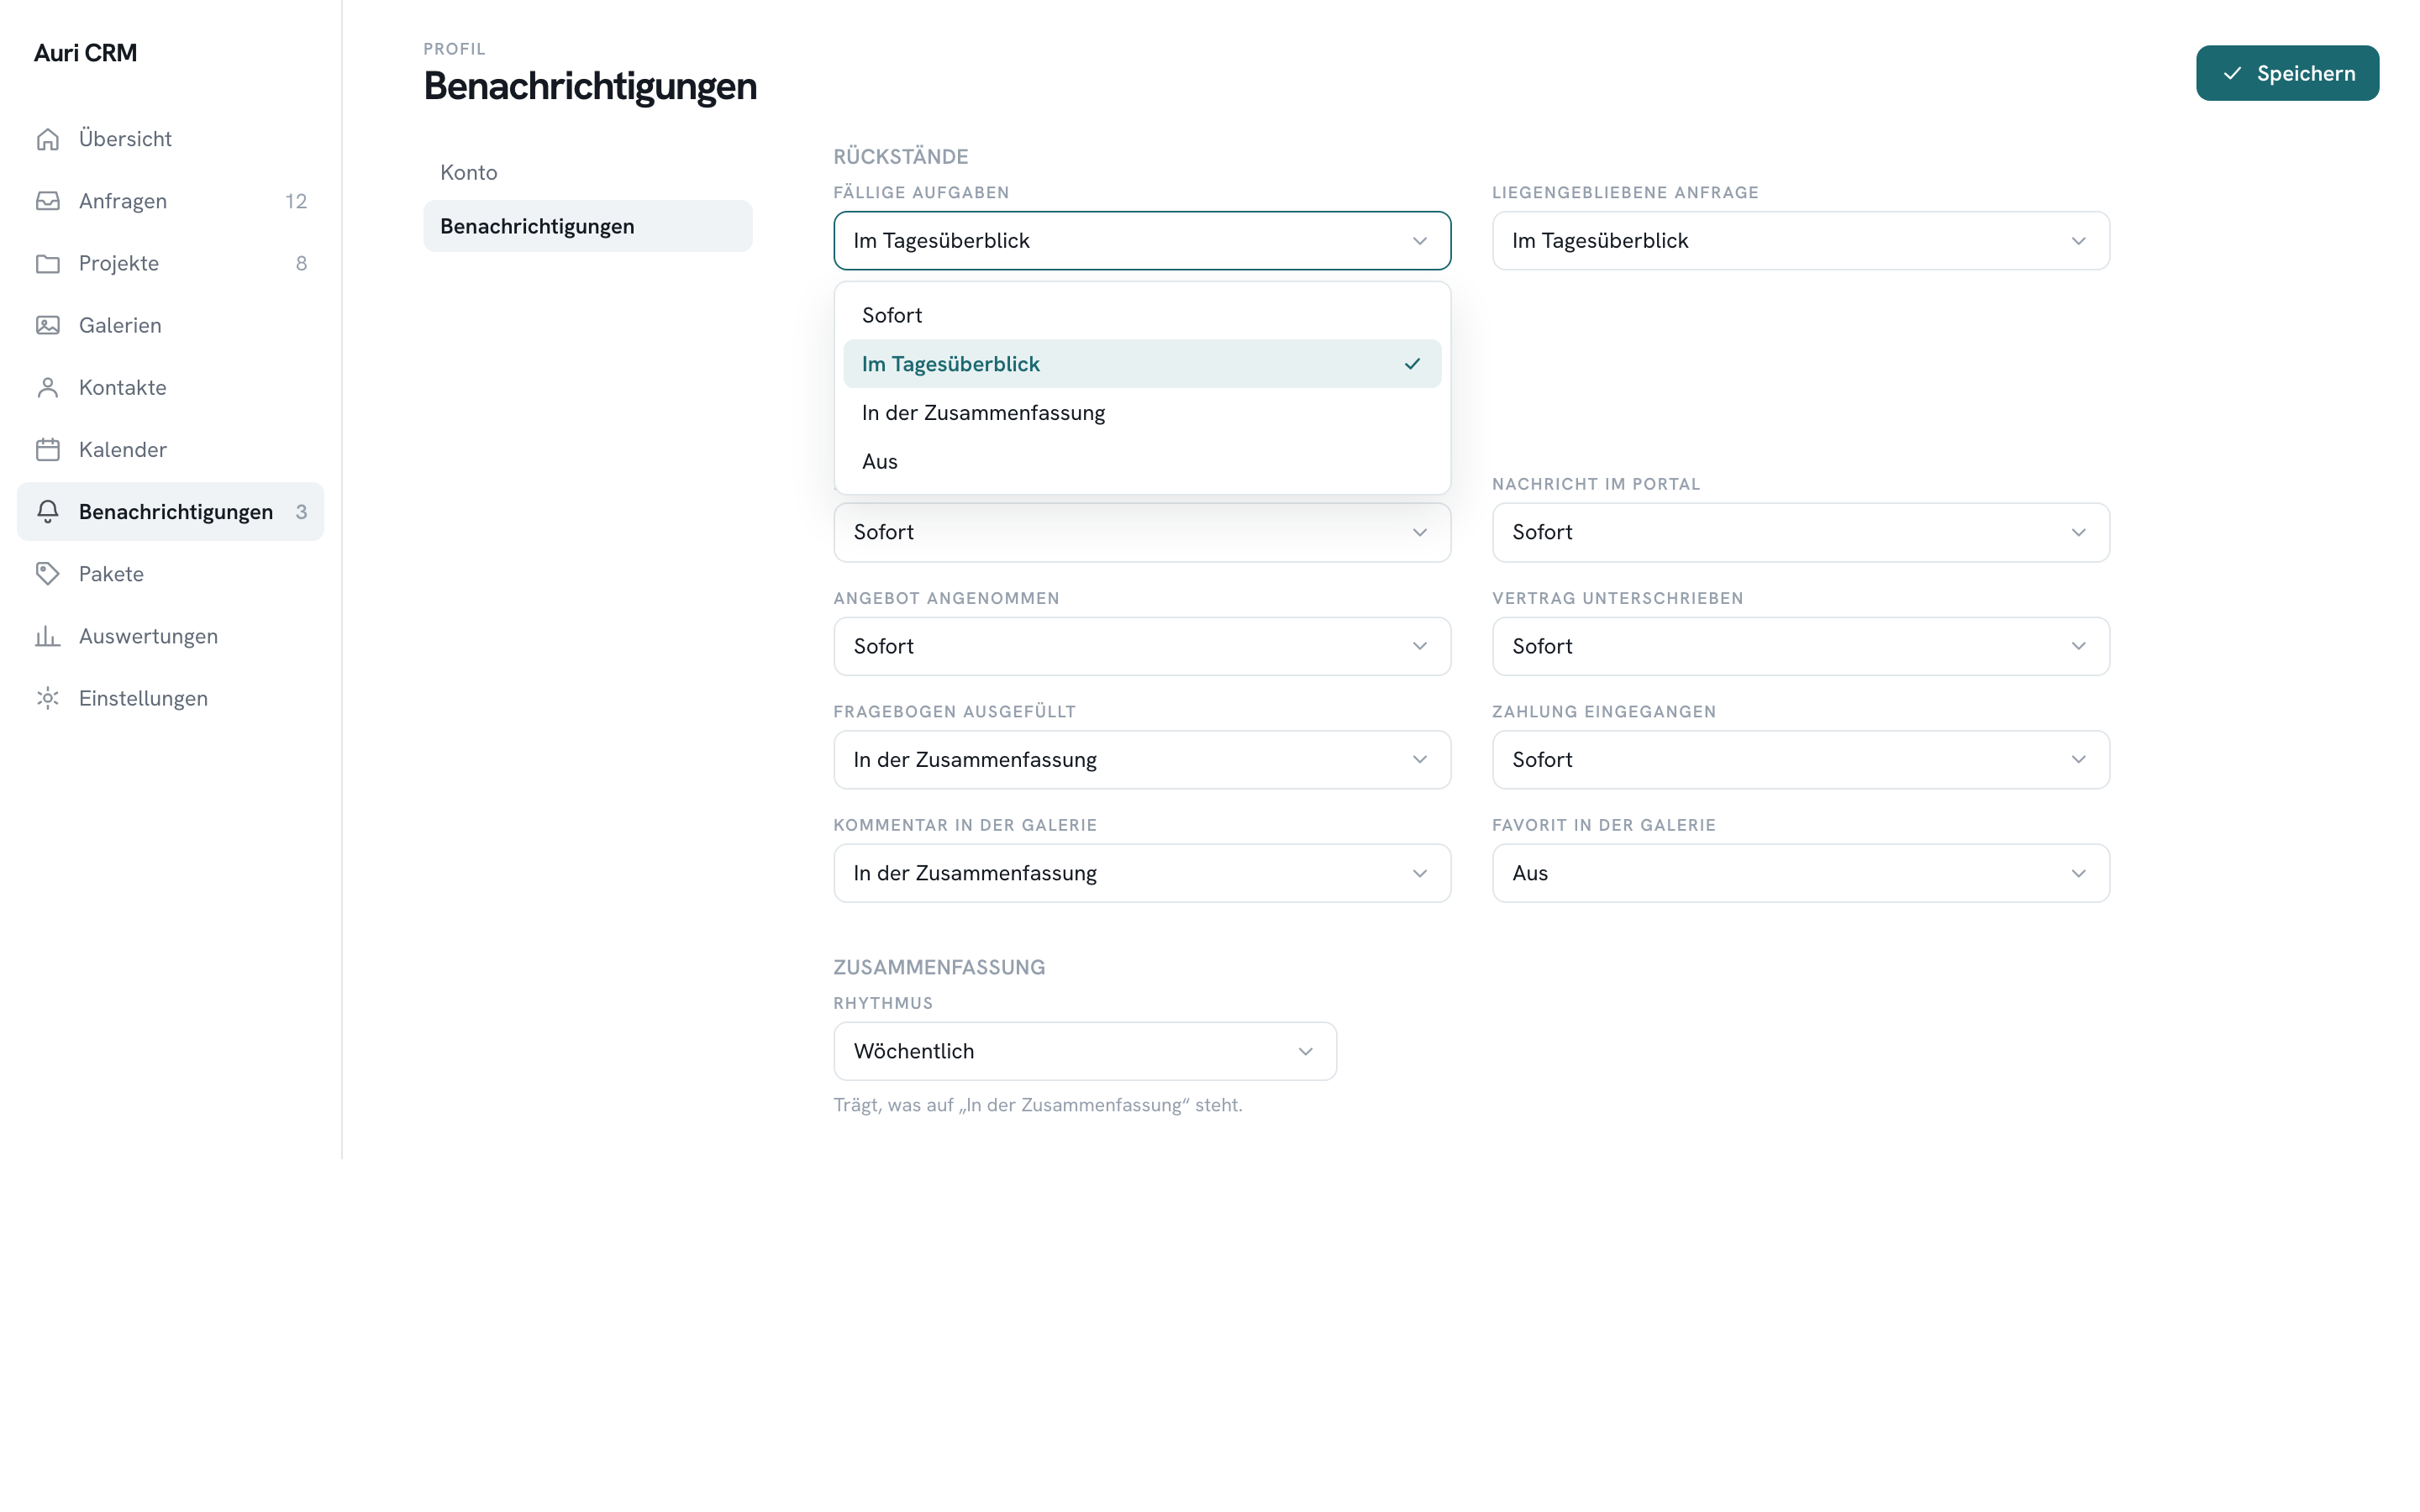 Auri CRM
Übersicht
Anfragen 12
Projekte 8
Galerien
Kontakte
Kalender
Benachrichtigungen 3
Pakete
Auswertungen
Einstellungen
PROFIL
Benachrichtigungen
Speichern
Konto
Benachrichtigungen
RÜCKSTÄNDE
FÄLLIGE AUFGABEN
Im Tagesüberblick
LIEGENGEBLIEBENE ANFRAGE
Im Tagesüberblick
Sofort
Im Tagesüberblick
In der Zusammenfassung
Aus
Sofort
NACHRICHT IM PORTAL
Sofort
ANGEBOT ANGENOMMEN
Sofort
VERTRAG UNTERSCHRIEBEN
Sofort
FRAGEBOGEN AUSGEFÜLLT
In der Zusammenfassung
ZAHLUNG EINGEGANGEN
Sofort
KOMMENTAR IN DER GALERIE
In der Zusammenfassung
FAVORIT IN DER GALERIE
Aus
ZUSAMMENFASSUNG
RHYTHMUS
Wöchentlich
Trägt, was auf „In der Zusammenfassung“ steht.